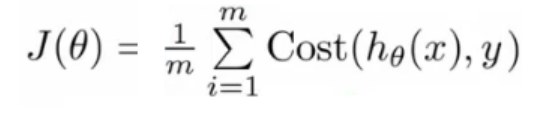 J(θ) = 1/m ∑_{i=1}^{m} Cost(h_θ(x), y)